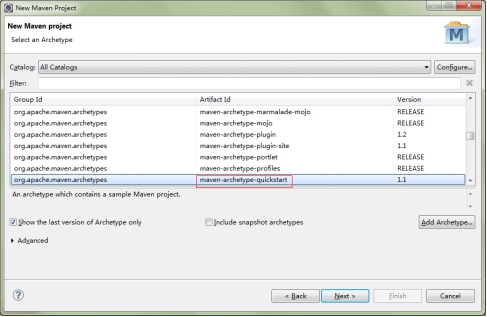 New Maven Project
New Maven project
Select an Archetype
M
Catalog: All Catalogs Configure...
Filter:
Group Id Artifact Id Version
org.apache.maven.archetypes maven-archetype-marmalade-mojo RELEASE
org.apache.maven.archetypes maven-archetype-mojo RELEASE
org.apache.maven.archetypes maven-archetype-plugin 1.2
org.apache.maven.archetypes maven-archetype-plugin-site 1.1
org.apache.maven.archetypes maven-archetype-portlet RELEASE
org.apache.maven.archetypes maven-archetype-profiles RELEASE
org.apache.maven.archetypes maven-archetype-quickstart 1.1
An archetype which contains a sample Maven project.
Show the last version of Archetype only Include snapshot archetypes Add Archetype...
Advanced
? < Back Next > Finish Cancel